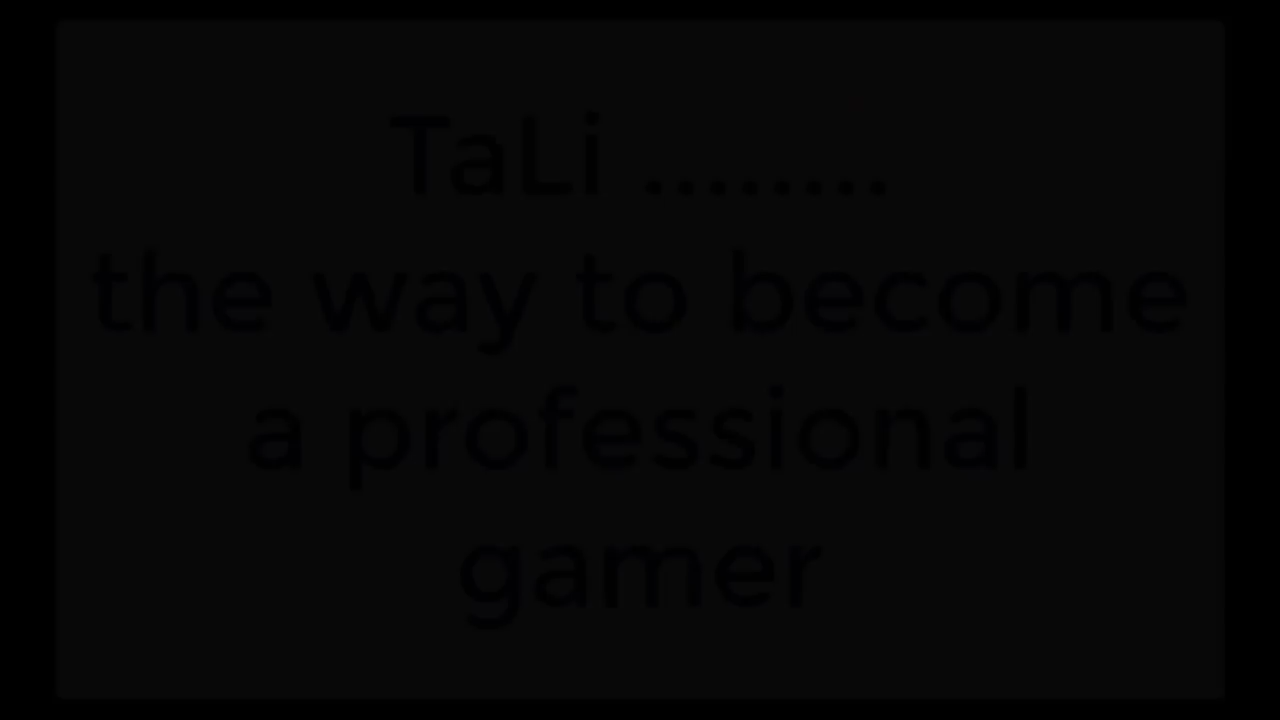 TaLi ........
the way to become
a professional
gamer